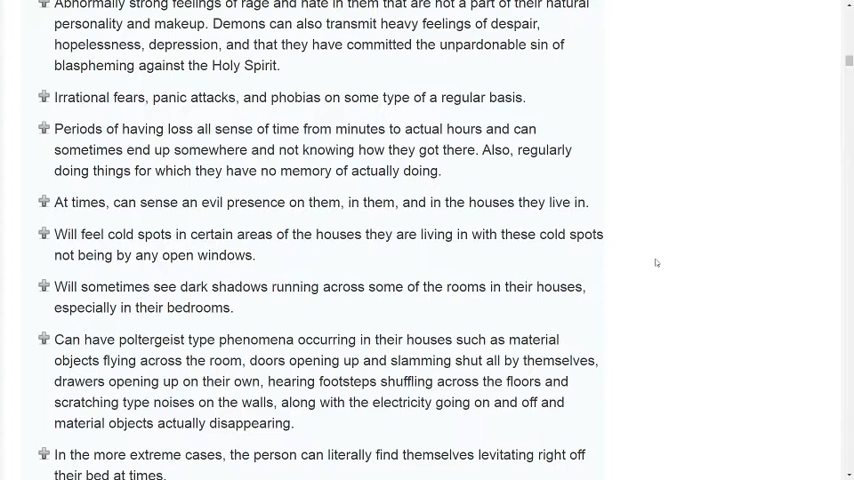 Abnormally strong feelings of rage and hate in them that are not a part of their natural
personality and makeup. Demons can also transmit heavy feelings of despair,
hopelessness, depression, and that they have committed the unpardonable sin of
blaspheming against the Holy Spirit.
Irrational fears, panic attacks, and phobias on some type of a regular basis.
Periods of having loss all sense of time from minutes to actual hours and can
sometimes end up somewhere and not knowing how they got there. Also, regularly
doing things for which they have no memory of actually doing.
At times, can sense an evil presence on them, in them, and in the houses they live in.
Will feel cold spots in certain areas of the houses they are living in with these cold spots
not being by any open windows.
Will sometimes see dark shadows running across some of the rooms in their houses,
especially in their bedrooms.
Can have poltergeist type phenomena occurring in their houses such as material
objects flying across the room, doors opening up and slamming shut all by themselves,
drawers opening up on their own, hearing footsteps shuffling across the floors and
scratching type noises on the walls, along with the electricity going on and off and
material objects actually disappearing.
In the more extreme cases, the person can literally find themselves levitating right off
their bed at times.